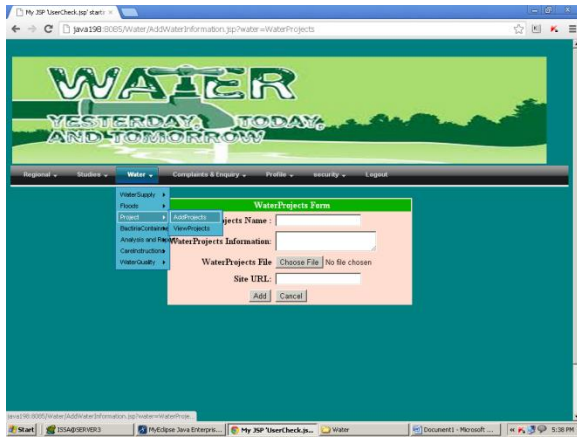 My JSP 'UserCheck.jsp' starti
java198:8085/Water/AddWaterInformation.jsp?water=WaterProjects
WATER
YESTERDAY, TODAY,
AND TOMORROW
Regional Studies Water Complaints & Enquiry Profile security Logout
WaterSupply
Floods
Project AddProjects
ViewProjects
Analysis and
CareInstructions
WaterQuality
WaterProjects Form
ojects Name :
WaterProjects Information:
WaterProjects File Choose File No file chosen
Site URL:
Add Cancel
java198:8085/Water/AddWaterInformation.jsp?water=WaterProje...
Start ISSA@SERVER3 MyEclipse Java Enterpris... My JSP 'UserCheck.js... Water Document1 - Microsoft ... 5:38 PM